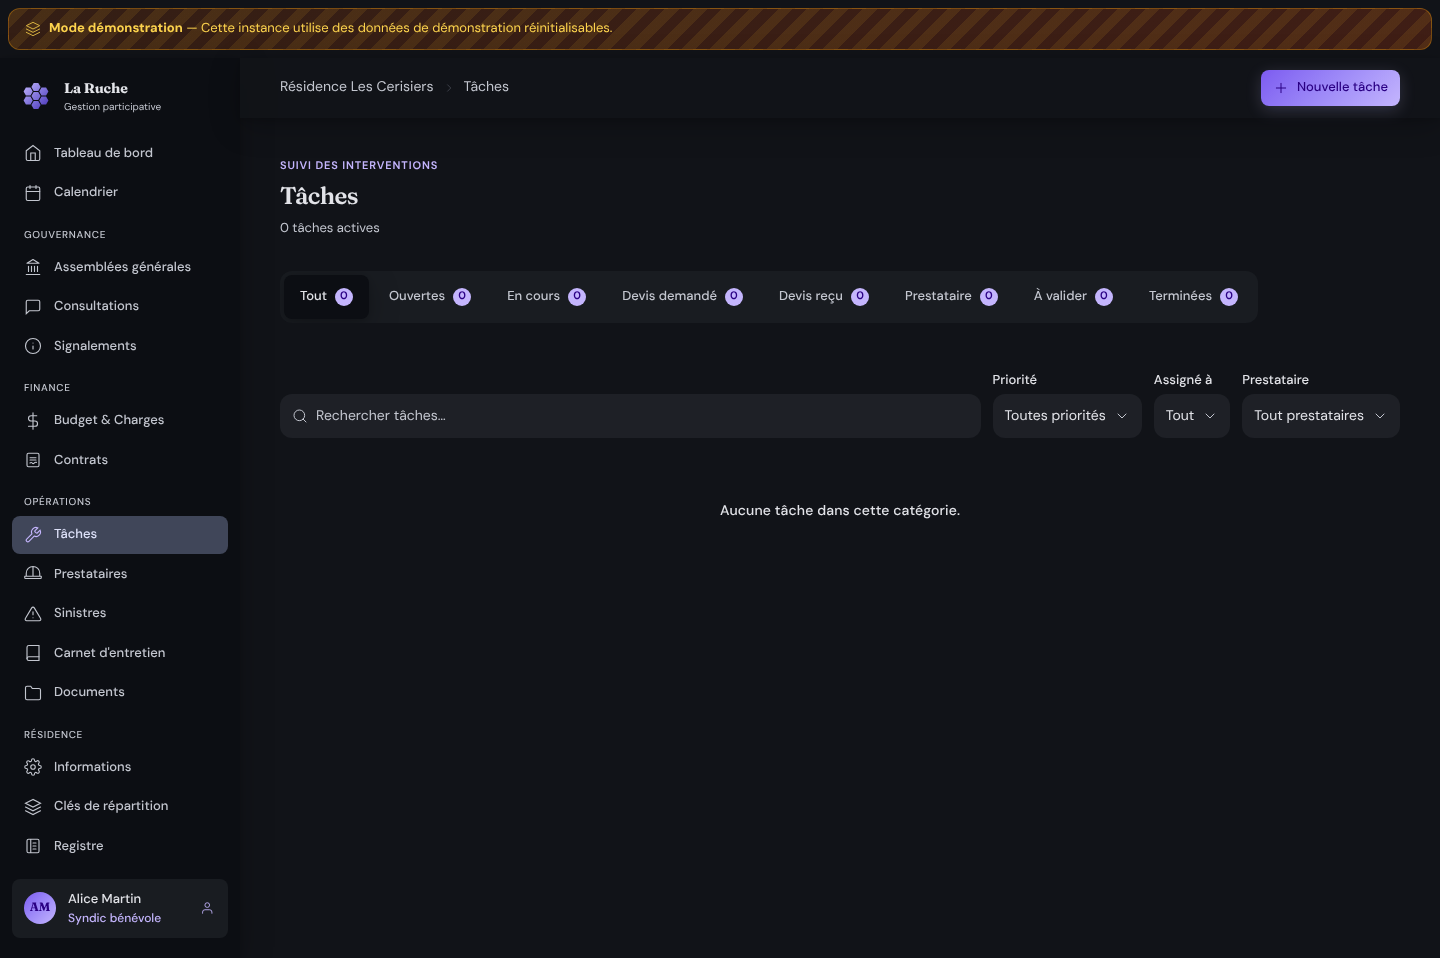 Mode démonstration — Cette instance utilise des données de démonstration réinitialisables.
La Ruche
Gestion participative
Tableau de bord
Calendrier
GOUVERNANCE
Assemblées générales
Consultations
Signalements
FINANCE
Budget & Charges
Contrats
OPÉRATIONS
Tâches
Prestataires
Sinistres
Carnet d'entretien
Documents
RÉSIDENCE
Informations
Clés de répartition
Registre
AM
Alice Martin
Syndic bénévole
Résidence Les Cerisiers > Tâches
Nouvelle tâche
SUIVI DES INTERVENTIONS
Tâches
0 tâches actives
Tout 0 Ouvertes 0 En cours 0 Devis demandé 0 Devis reçu 0 Prestataire 0 À valider 0 Terminées 0
Priorité Assigné à Prestataire
Rechercher tâches... Toutes priorités Tout Tout prestataires
Aucune tâche dans cette catégorie.